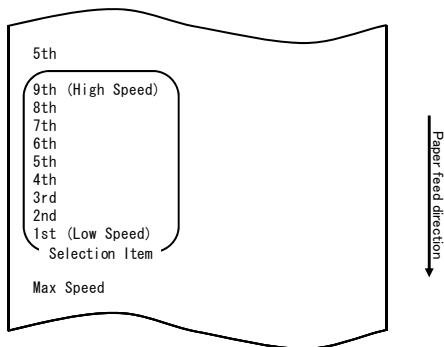 5th
9th (High Speed)
8th
7th
6th
5th
4th
3rd
2nd
1st (Low Speed)
Selection Item
Max Speed
Paper feed direction